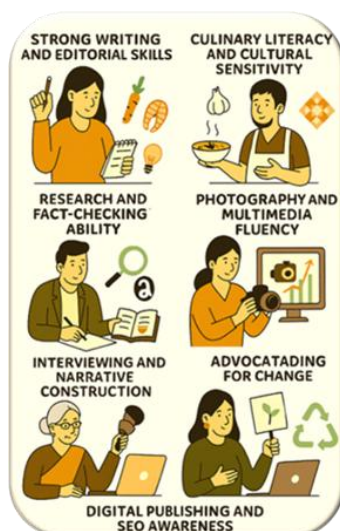 STRONG WRITING
AND EDITORIAL SKILLS
CULINARY LITERACY
AND CULTURAL
SENSITIVITY
RESEARCH AND
FACT-CHECKING
ABILITY
PHOTOGRAPHY AND
MULTIMEDIA
FLUENCY
a
INTERVIEWING AND
NARRATIVE
CONSTRUCTION
ADVOCATADING
FOR CHANGE
DIGITAL PUBLISHING AND
SEO AWARENESS